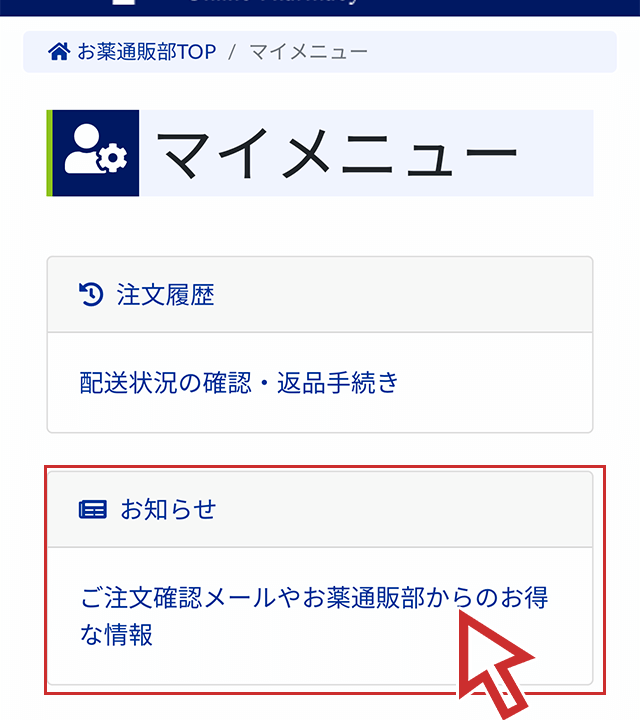 お薬通販部TOP / マイメニュー
マイメニュー
注文履歴
配送状況の確認・返品手続き
お知らせ
ご注文確認メールやお薬通販部からのお得
な情報